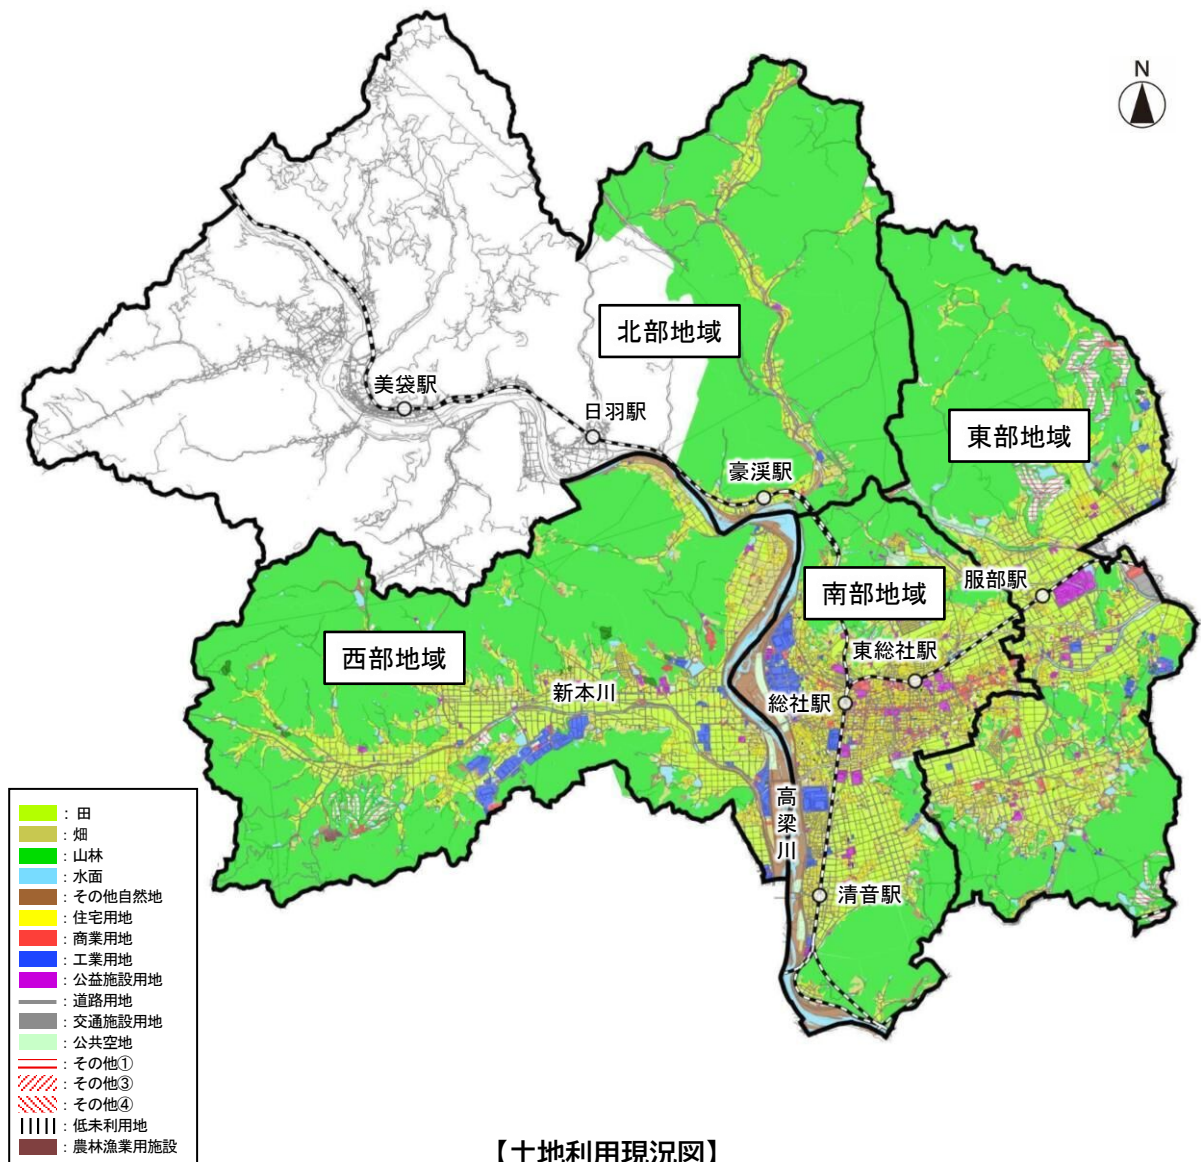 N
北部地域
美袋駅
日羽駅
東部地域
豪渓駅
服部駅
南部地域
東総社駅
西部地域
新本川
総社駅
高梁川
清音駅
：田
：畑
：山林
：水面
：その他自然地
：住宅用地
：商業用地
：工業用地
：公益施設用地
：道路用地
：交通施設用地
：公共空地
：その他①
：その他③
：その他④
：低未利用地
：農林漁業用施設
【土地利用現況図】